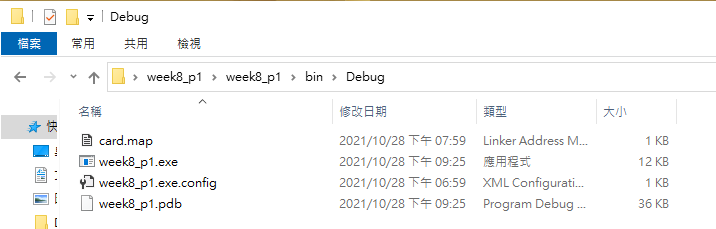 Debug
檔案 常用 共用 檢視
week8_p1 week8_p1 bin Debug
名稱 修改日期 類型 大小
card.map 2021/10/28 下午 07:59 Linker Address M... 1 KB
week8_p1.exe 2021/10/28 下午 09:25 應用程式 12 KB
week8_p1.exe.config 2021/10/28 下午 06:59 XML Configurati... 1 KB
week8_p1.pdb 2021/10/28 下午 09:25 Program Debug ... 36 KB